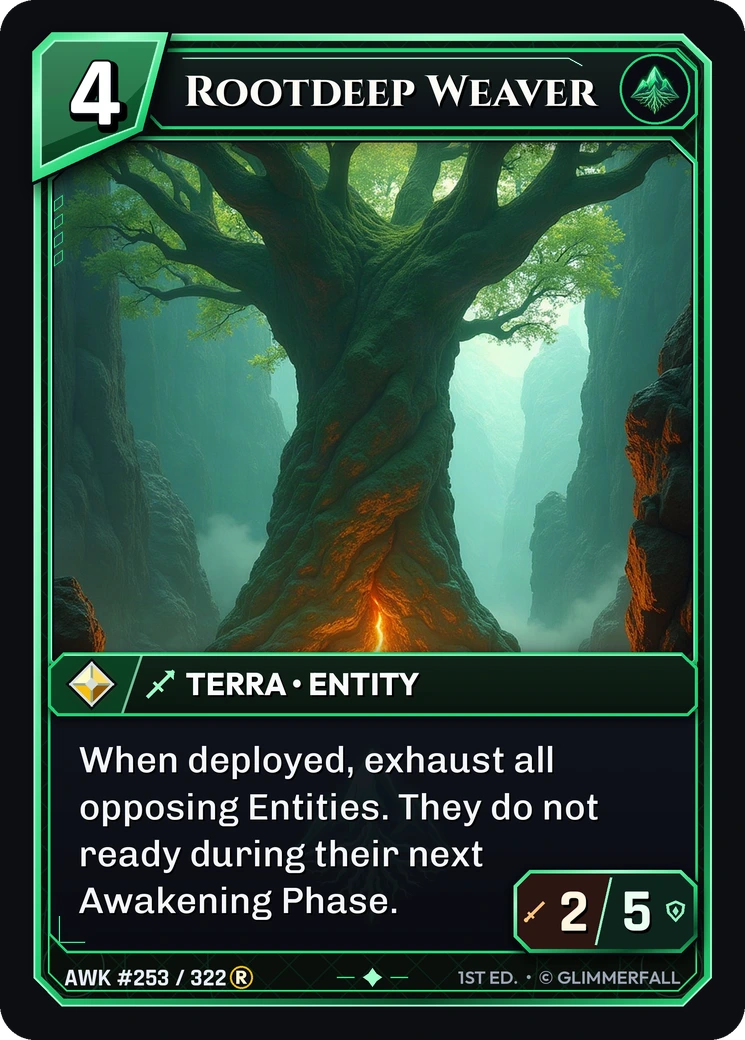 4
ROOTDEEP WEAVER
TERRA • ENTITY
When deployed, exhaust all
opposing Entities. They do not
ready during their next
Awakening Phase.
2 / 5
AWK #253 / 322 R
1ST ED. • © GLIMMERFALL